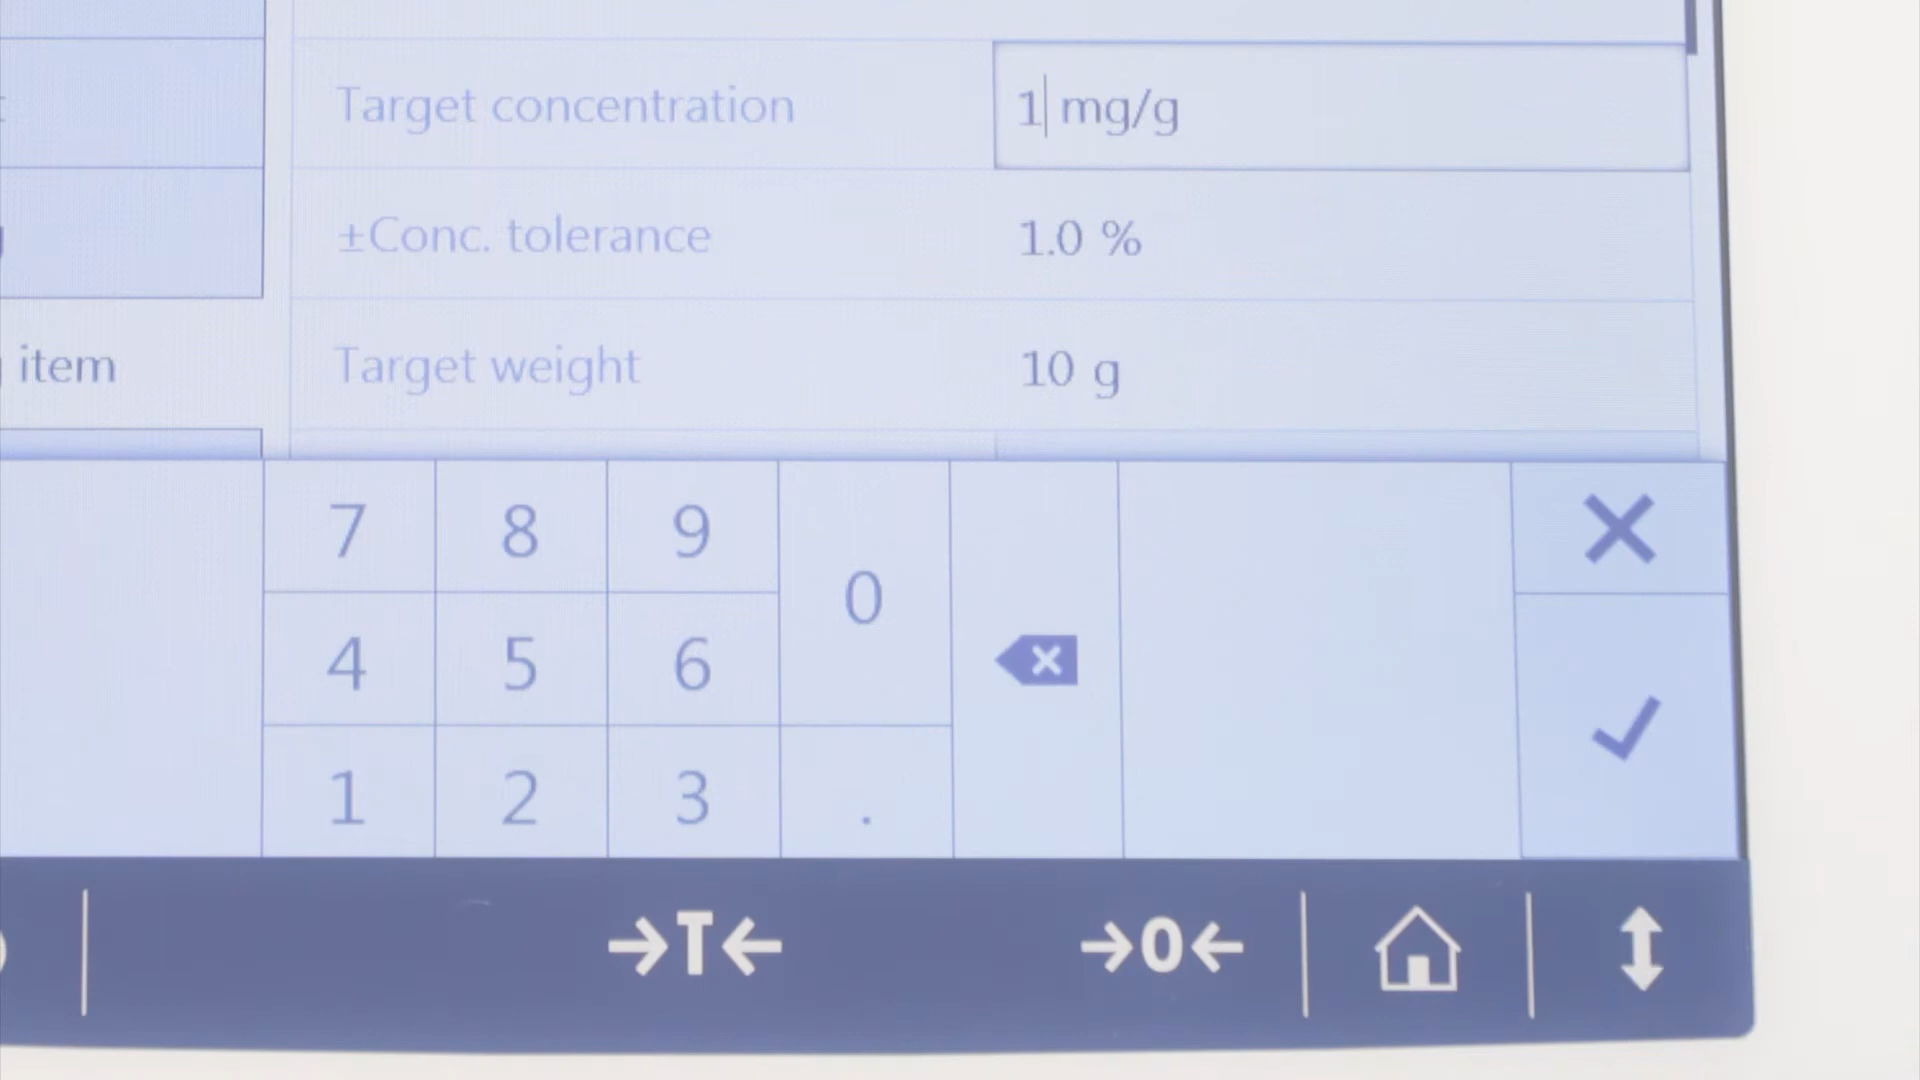 Target concentration 1 mg/g
±Conc. tolerance 1.0 %
item Target weight 10 g
7 8 9 0
4 5 6
1 2 3 .
→T← →0←